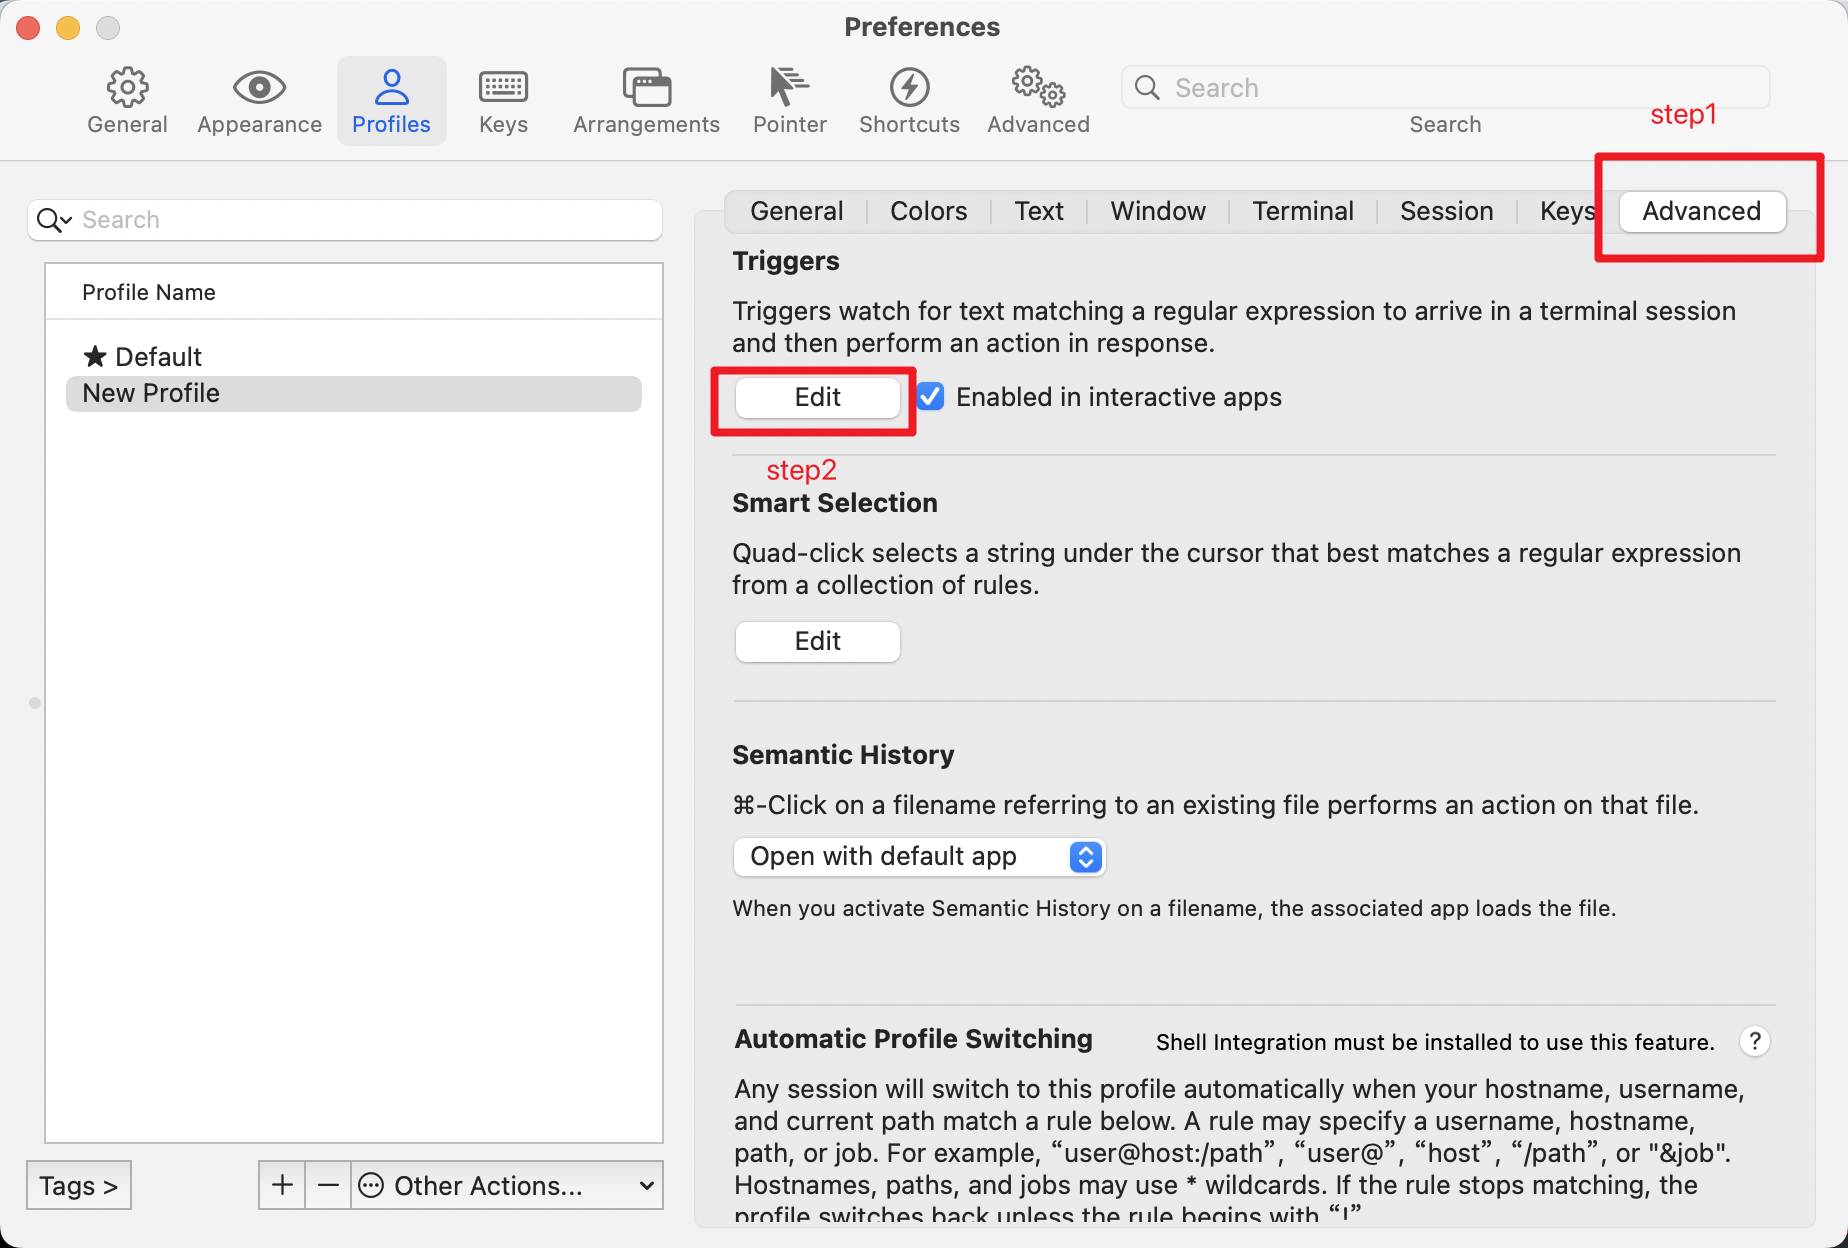 Preferences
General
Appearance
Profiles
Keys
Arrangements
Pointer
Shortcuts
Advanced
Search
Search
step1
Search
Profile Name
★ Default
New Profile
Tags >
+
−
Other Actions...
General
Colors
Text
Window
Terminal
Session
Keys
Advanced
Triggers
Triggers watch for text matching a regular expression to arrive in a terminal session
and then perform an action in response.
Edit
Enabled in interactive apps
step2
Smart Selection
Quad-click selects a string under the cursor that best matches a regular expression
from a collection of rules.
Edit
Semantic History
⌘-Click on a filename referring to an existing file performs an action on that file.
Open with default app
When you activate Semantic History on a filename, the associated app loads the file.
Automatic Profile Switching
Shell Integration must be installed to use this feature.
?
Any session will switch to this profile automatically when your hostname, username,
and current path match a rule below. A rule may specify a username, hostname,
path, or job. For example, “user@host:/path”, “user@”, “host”, “/path”, or "&job".
Hostnames, paths, and jobs may use * wildcards. If the rule stops matching, the
profile switches back unless the rule begins with “!”